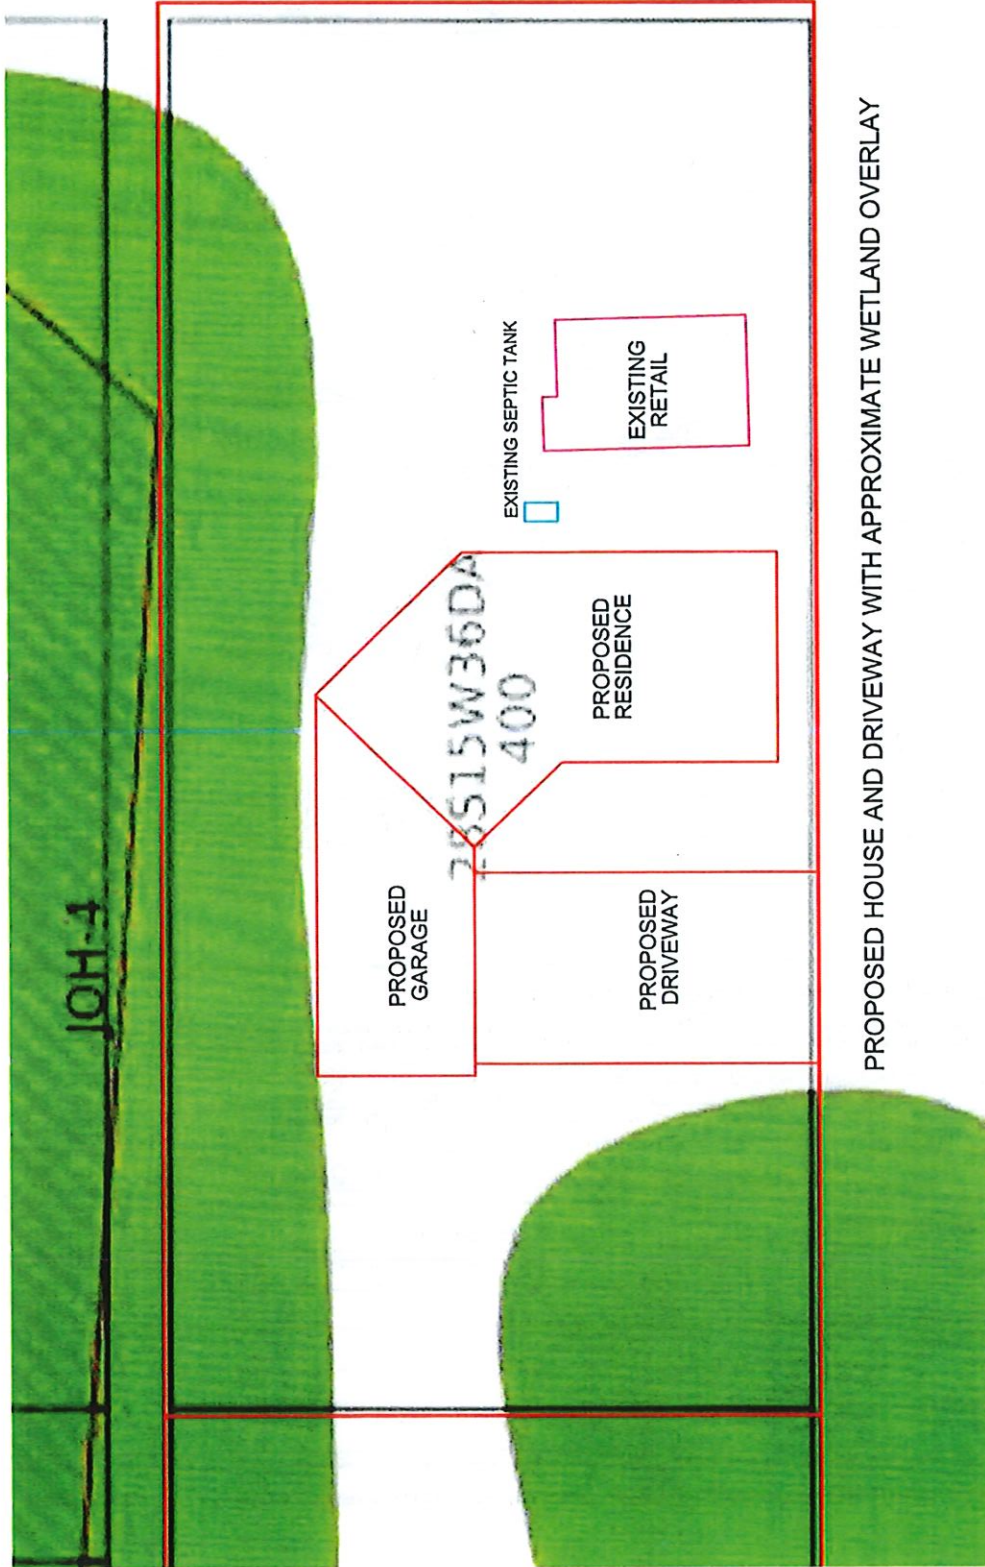 JOH-4
PROPOSED
GARAGE
28S15W36DA
400
EXISTING SEPTIC TANK
PROPOSED
DRIVEWAY
PROPOSED
RESIDENCE
EXISTING
RETAIL
PROPOSED HOUSE AND DRIVEWAY WITH APPROXIMATE WETLAND OVERLAY